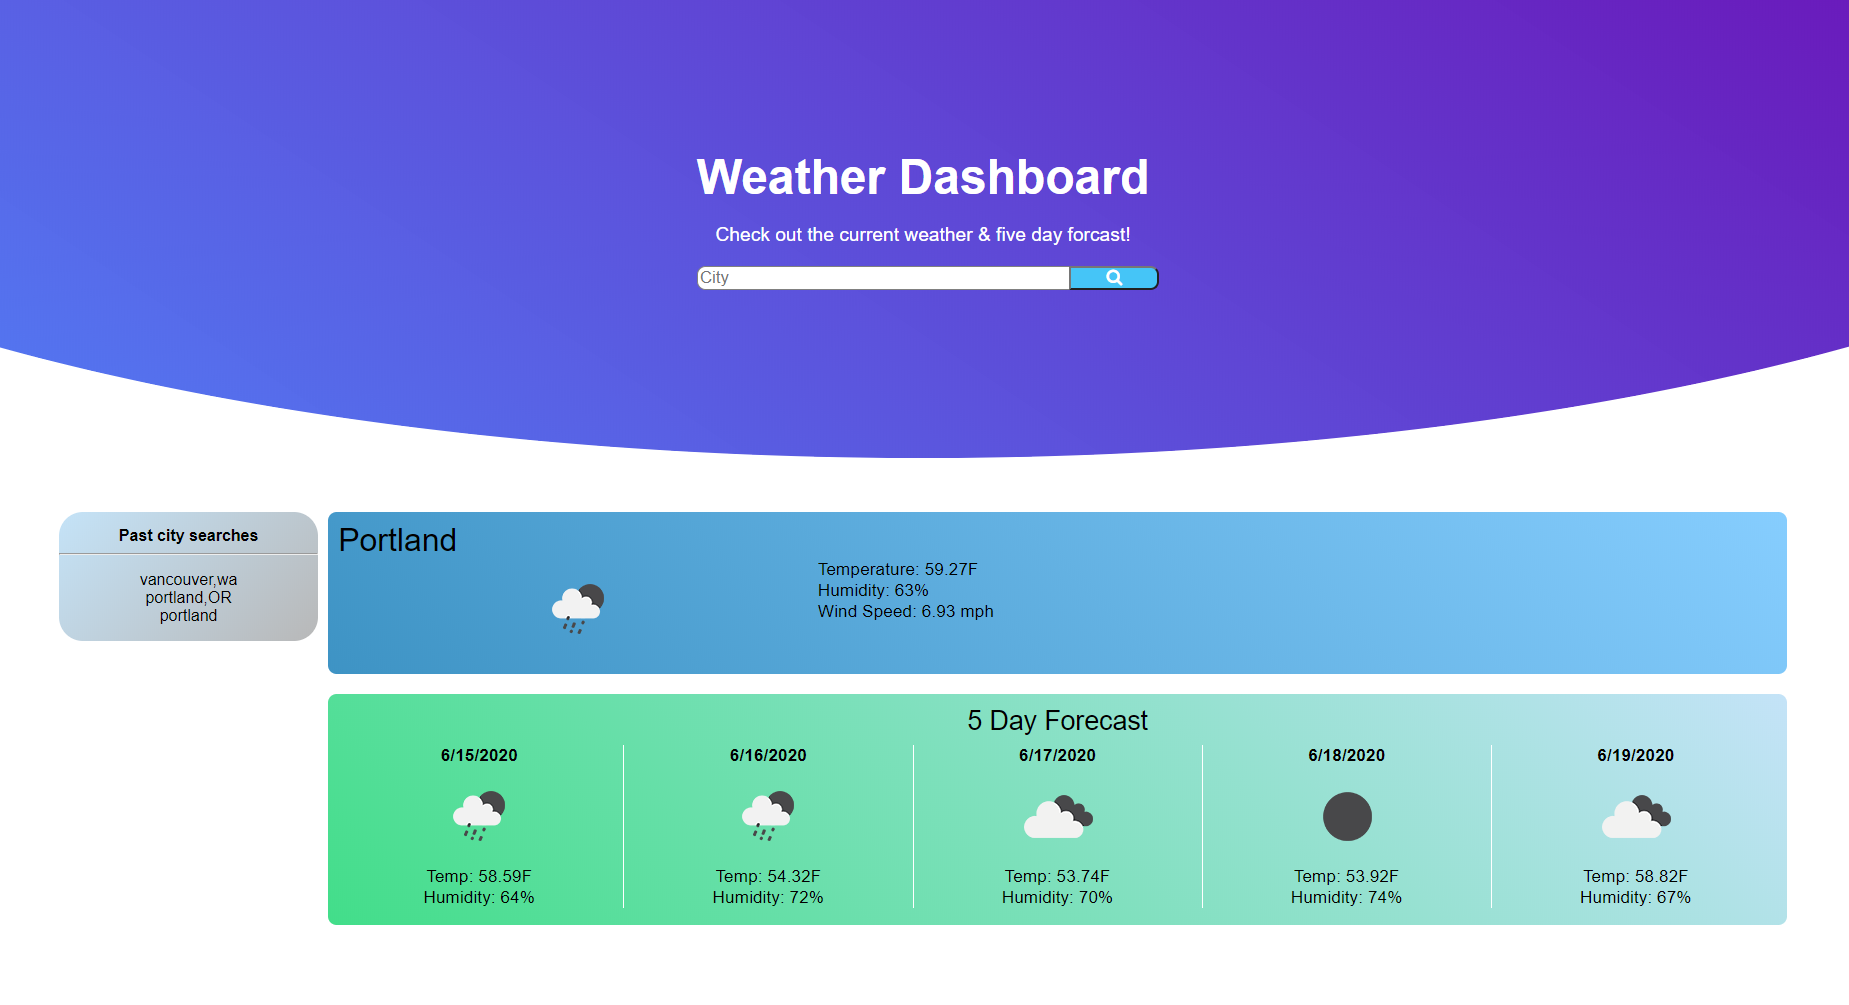 Weather Dashboard
Check out the current weather & five day forcast!
City
Past city searches
vancouver,wa
portland,OR
portland
Portland
Temperature: 59.27F
Humidity: 63%
Wind Speed: 6.93 mph
5 Day Forecast
6/15/2020
Temp: 58.59F
Humidity: 64%
6/16/2020
Temp: 54.32F
Humidity: 72%
6/17/2020
Temp: 53.74F
Humidity: 70%
6/18/2020
Temp: 53.92F
Humidity: 74%
6/19/2020
Temp: 58.82F
Humidity: 67%